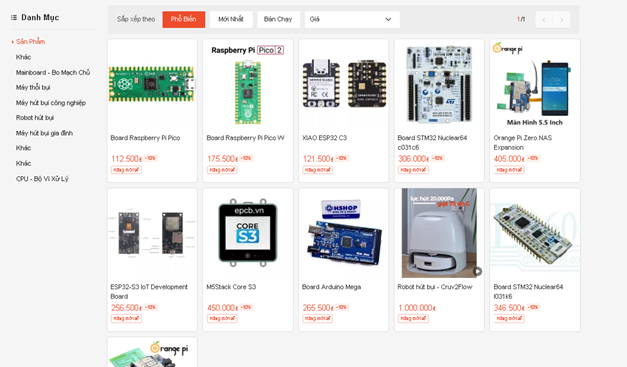 Danh Mục
Sản Phẩm
Khác
Mainboard - Bo Mạch Chủ
Máy thổi bụi
Máy hút bụi công nghiệp
Robot hút bụi
Máy hút bụi gia đình
Khác
Khác
CPU - Bộ Vi Xử Lý
Sắp xếp theo
Phổ Biến
Mới Nhất
Bán Chạy
Giá
1/1
Board Raspberry Pi Pico
112.500₫ -10%
Hàng mới về
Raspberry Pi Pico 2
Board Raspberry Pi Pico W
175.500₫ -10%
Hàng mới về
XIAO ESP32 C3
121.500₫ -10%
Hàng mới về
Board STM32 Nuclear64
c031c6
306.000₫ -10%
Hàng mới về
Orange Pi
Màn Hình 5.5 Inch
Orange Pi Zero NAS
Expansion
405.000₫ -10%
Hàng mới về
ESP32-S3 IoT Development
Board
256.500₫ -10%
Hàng mới về
epcb.vn
CORE
S3
M5Stack Core S3
450.000₫ -10%
Hàng mới về
HSHOP
Board Arduino Mega
265.500₫ -10%
Hàng mới về
lực hút 20.000Pa
Robot hút bụi - Cruv2Flow
1.000.000₫
Hàng mới về
Board STM32 Nuclear64
l031k6
346.500₫ -10%
Hàng mới về
Orange Pi